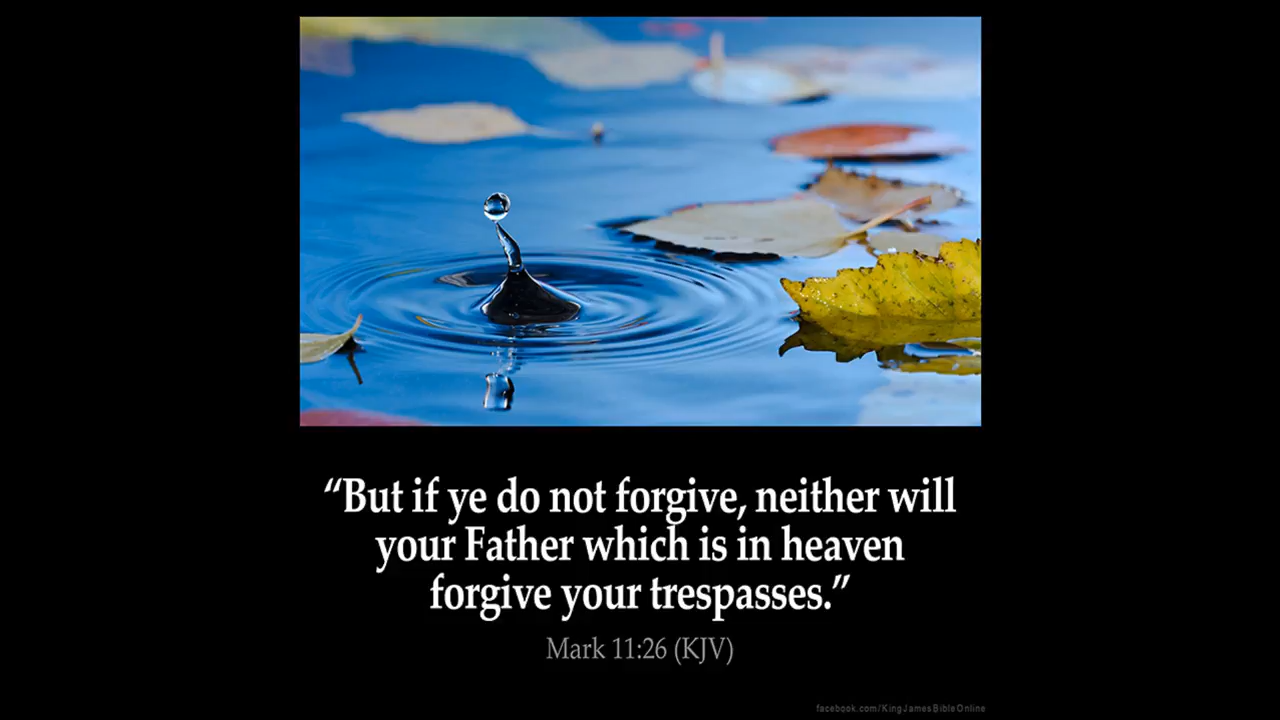 “But if ye do not forgive, neither will
your Father which is in heaven
forgive your trespasses.”
Mark 11:26 (KJV)
facebook.com/KingJamesBibleOnline